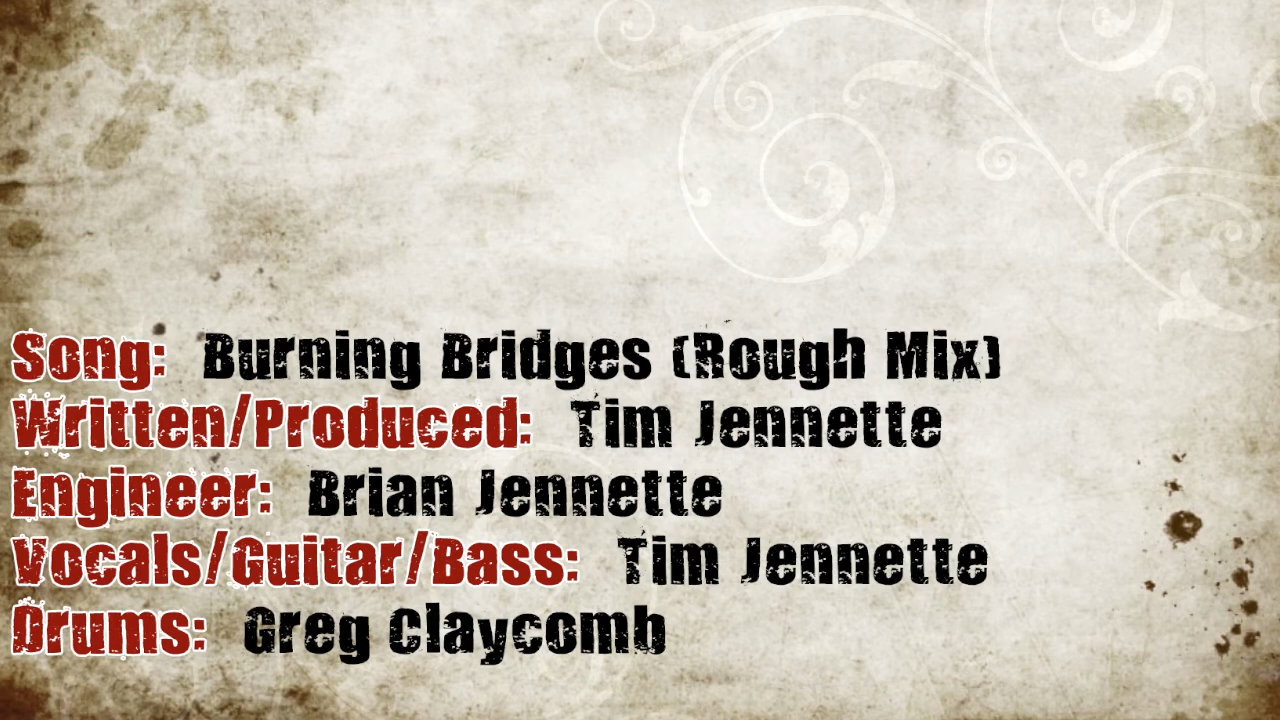 Song: Burning Bridges (Rough Mix)
Written/Produced: Tim Jennette
Engineer: Brian Jennette
Vocals/Guitar/Bass: Tim Jennette
Drums: Greg Claycomb